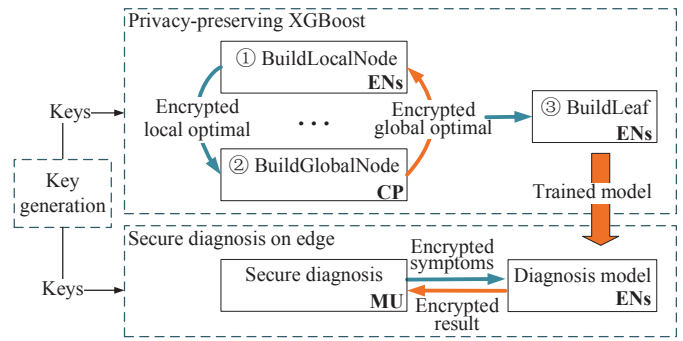 Privacy-preserving XGBoost
① BuildLocalNode
ENs
Keys
Encrypted
local optimal
...
Encrypted
global optimal
③ BuildLeaf
ENs
② BuildGlobalNode
CP
Key
generation
Trained model
Secure diagnosis on edge
Keys
Secure diagnosis
MU
Encrypted
symptoms
Encrypted
result
Diagnosis model
ENs